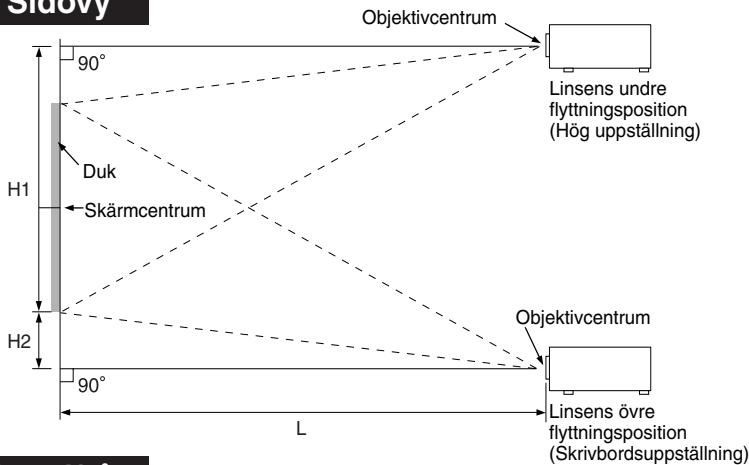 Sidovy
Objektivcentrum
90°
Linsens undre
flyttningsposition
(Hög uppställning)
Duk
H1
Skärmcentrum
Objektivcentrum
H2
90°
L
Linsens övre
flyttningsposition
(Skrivbordsuppställning)